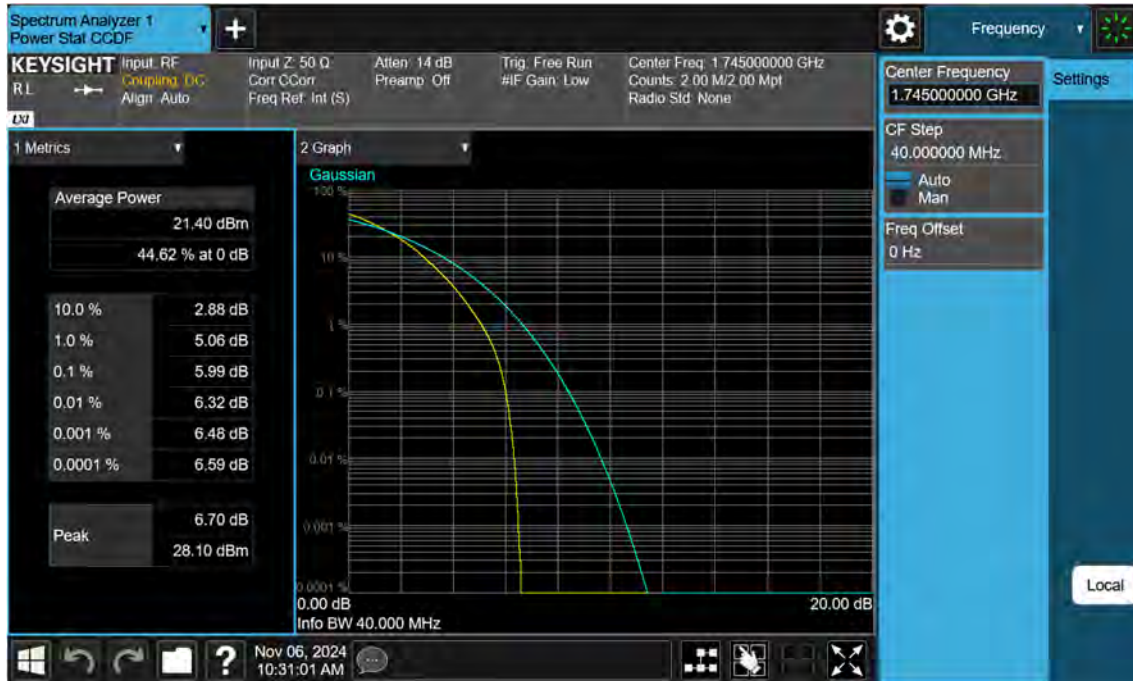 Spectrum Analyzer 1
Power Stat CCDF
Frequency
KEYSIGHT
RL
LXI
Input: RF
Coupling: DC
Align: Auto
Input Z: 50 Ω
Corr CCorr
Freq Ref: Int (S)
Atten: 14 dB
Preamp: Off
Trig: Free Run
#IF Gain: Low
Center Freq: 1.745000000 GHz
Counts: 2.00 M/2.00 Mpt
Radio Std: None
Center Frequency
1.745000000 GHz
Settings
CF Step
40.000000 MHz
Auto
Man
Freq Offset
0 Hz
Local
1 Metrics
Average Power
21.40 dBm
44.62 % at 0 dB
10.0 % 2.88 dB
1.0 % 5.06 dB
0.1 % 5.99 dB
0.01 % 6.32 dB
0.001 % 6.48 dB
0.0001 % 6.59 dB
Peak
6.70 dB
28.10 dBm
2 Graph
Gaussian
100 %
10 %
1 %
0.1 %
0.01 %
0.001 %
0.0001 %
0.00 dB 20.00 dB
Info BW 40.000 MHz
?
Nov 06, 2024
10:31:01 AM